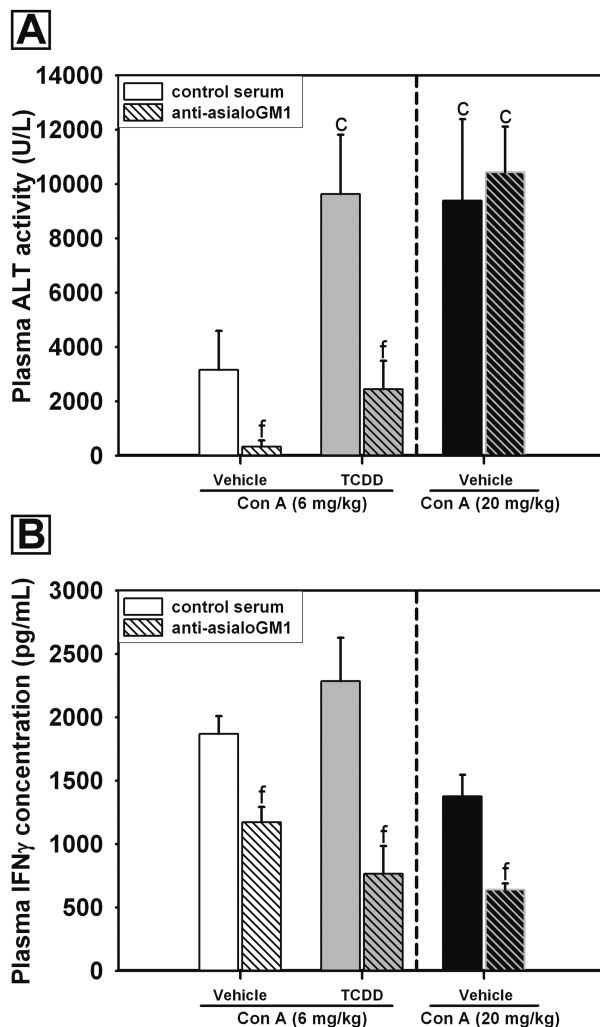 A
Plasma ALT activity (U/L)
14000
12000
10000
8000
6000
4000
2000
0
control serum
anti-asialoGM1
C
C
C
f
f
Vehicle
TCDD
Vehicle
Con A (6 mg/kg)
Con A (20 mg/kg)
B
Plasma IFNγ concentration (pg/mL)
3000
2500
2000
1500
1000
500
0
control serum
anti-asialoGM1
f
f
f
Vehicle
TCDD
Vehicle
Con A (6 mg/kg)
Con A (20 mg/kg)